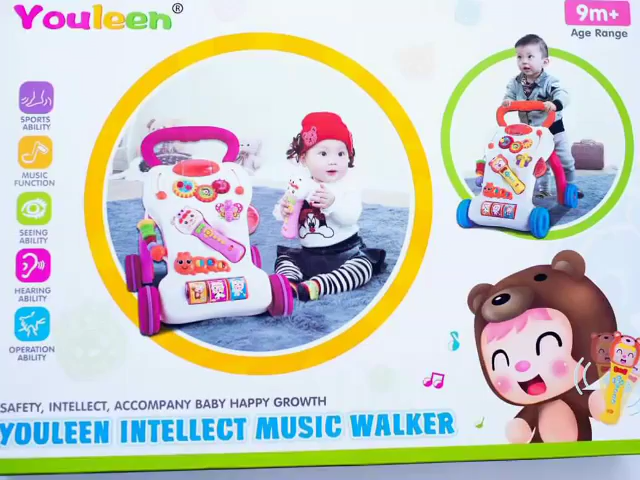 Youleen®
9m+
Age Range
SPORTS
ABILITY
MUSIC
FUNCTION
SEEING
ABILITY
HEARING
ABILITY
OPERATION
ABILITY
SAFETY, INTELLECT, ACCOMPANY BABY HAPPY GROWTH
YOULEEN INTELLECT MUSIC WALKER